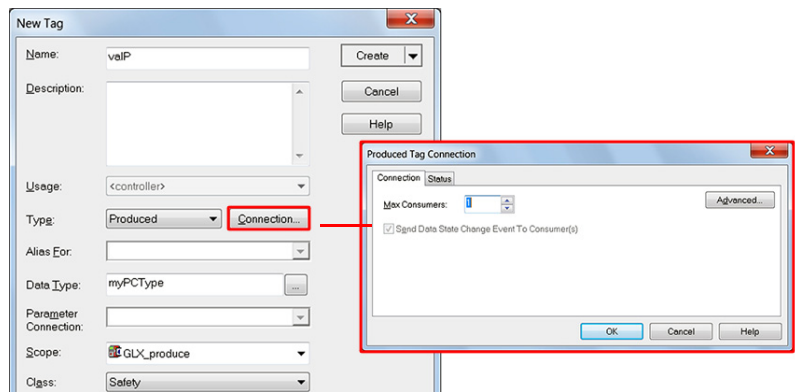 New Tag
Name: valP
Create
Description:
Cancel
Help
Usage: <controller>
Type: Produced Connection...
Alias For:
Data Type: myPCType ...
Parameter
Connection:
Scope: GLX_produce
Class: Safety
Produced Tag Connection
Connection Status
Max Consumers: 1
Advanced...
Send Data State Change Event To Consumer(s)
OK Cancel Help